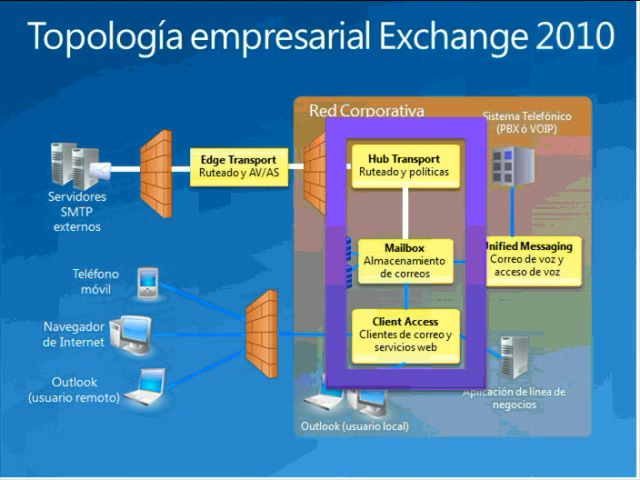 Topología empresarial Exchange 2010
Red Corporativa
Sistema Telefónico
(PBX ó VOIP)
Edge Transport
Ruteado y AV/AS
Hub Transport
Ruteado y políticas
Servidores
SMTP
externos
Mailbox
Almacenamiento
de correos
Unified Messaging
Correo de voz y
acceso de voz
Teléfono
móvil
Navegador
de Internet
Client Access
Clientes de correo y
servicios web
Outlook
(usuario remoto)
Aplicación de línea de
negocios
Outlook (usuario local)